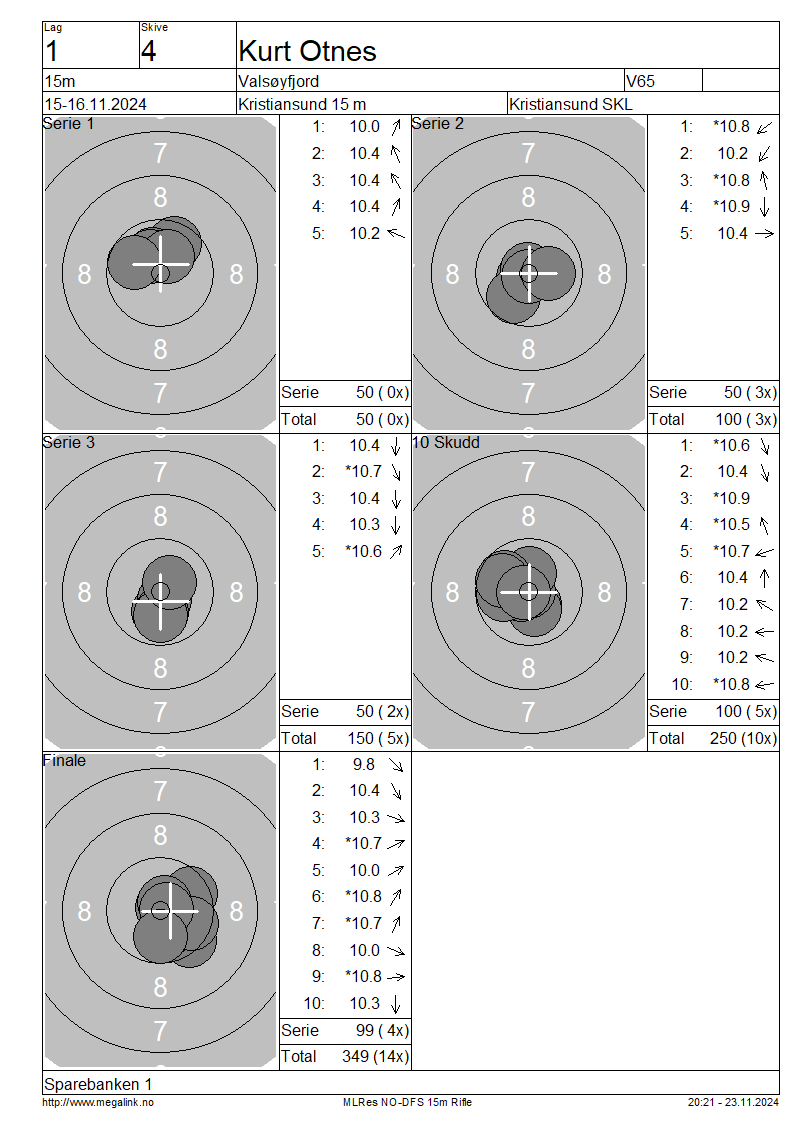 Lag Skive
1 4 Kurt Otnes
15m Valsøyfjord V65
15-16.11.2024 Kristiansund 15 m Kristiansund SKL
Serie 1
7
8
8 8
8
7
1: 10.0
2: 10.4
3: 10.4
4: 10.4
5: 10.2
Serie 50 ( 0x)
Total 50 ( 0x)
Serie 2
7
8
8 8
8
7
1: *10.8
2: 10.2
3: *10.8
4: *10.9
5: 10.4
Serie 50 ( 3x)
Total 100 ( 3x)
Serie 3
7
8
8 8
8
7
1: 10.4
2: *10.7
3: 10.4
4: 10.3
5: *10.6
Serie 50 ( 2x)
Total 150 ( 5x)
10 Skudd
7
8
8 8
8
7
1: *10.6
2: 10.4
3: *10.9
4: *10.5
5: *10.7
6: 10.4
7: 10.2
8: 10.2
9: 10.2
10: *10.8
Serie 100 ( 5x)
Total 250 (10x)
Finale
7
8
8 8
8
7
1: 9.8
2: 10.4
3: 10.3
4: *10.7
5: 10.0
6: *10.8
7: *10.7
8: 10.0
9: *10.8
10: 10.3
Serie 99 ( 4x)
Total 349 (14x)
Sparebanken 1
http://www.megalink.no MLRes NO-DFS 15m Rifle 20:21 - 23.11.2024